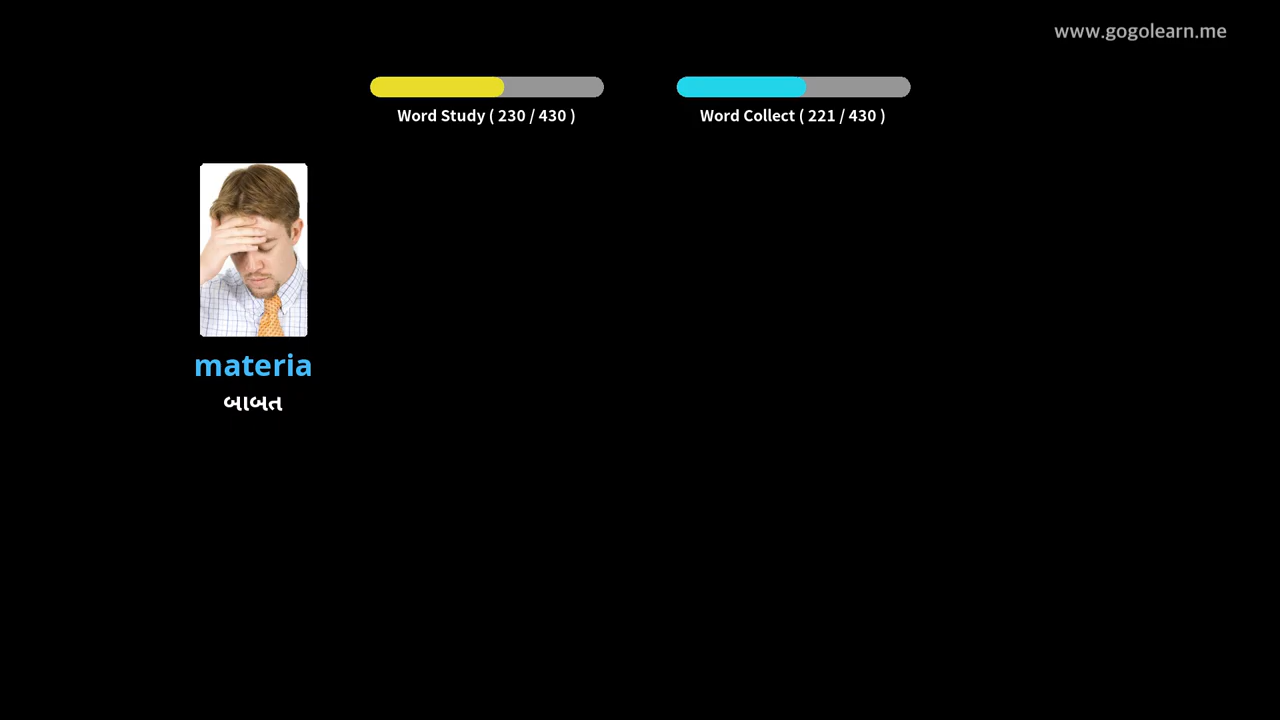 www.gogolearn.me
Word Study ( 230 / 430 )
Word Collect ( 221 / 430 )
materia
બાબત